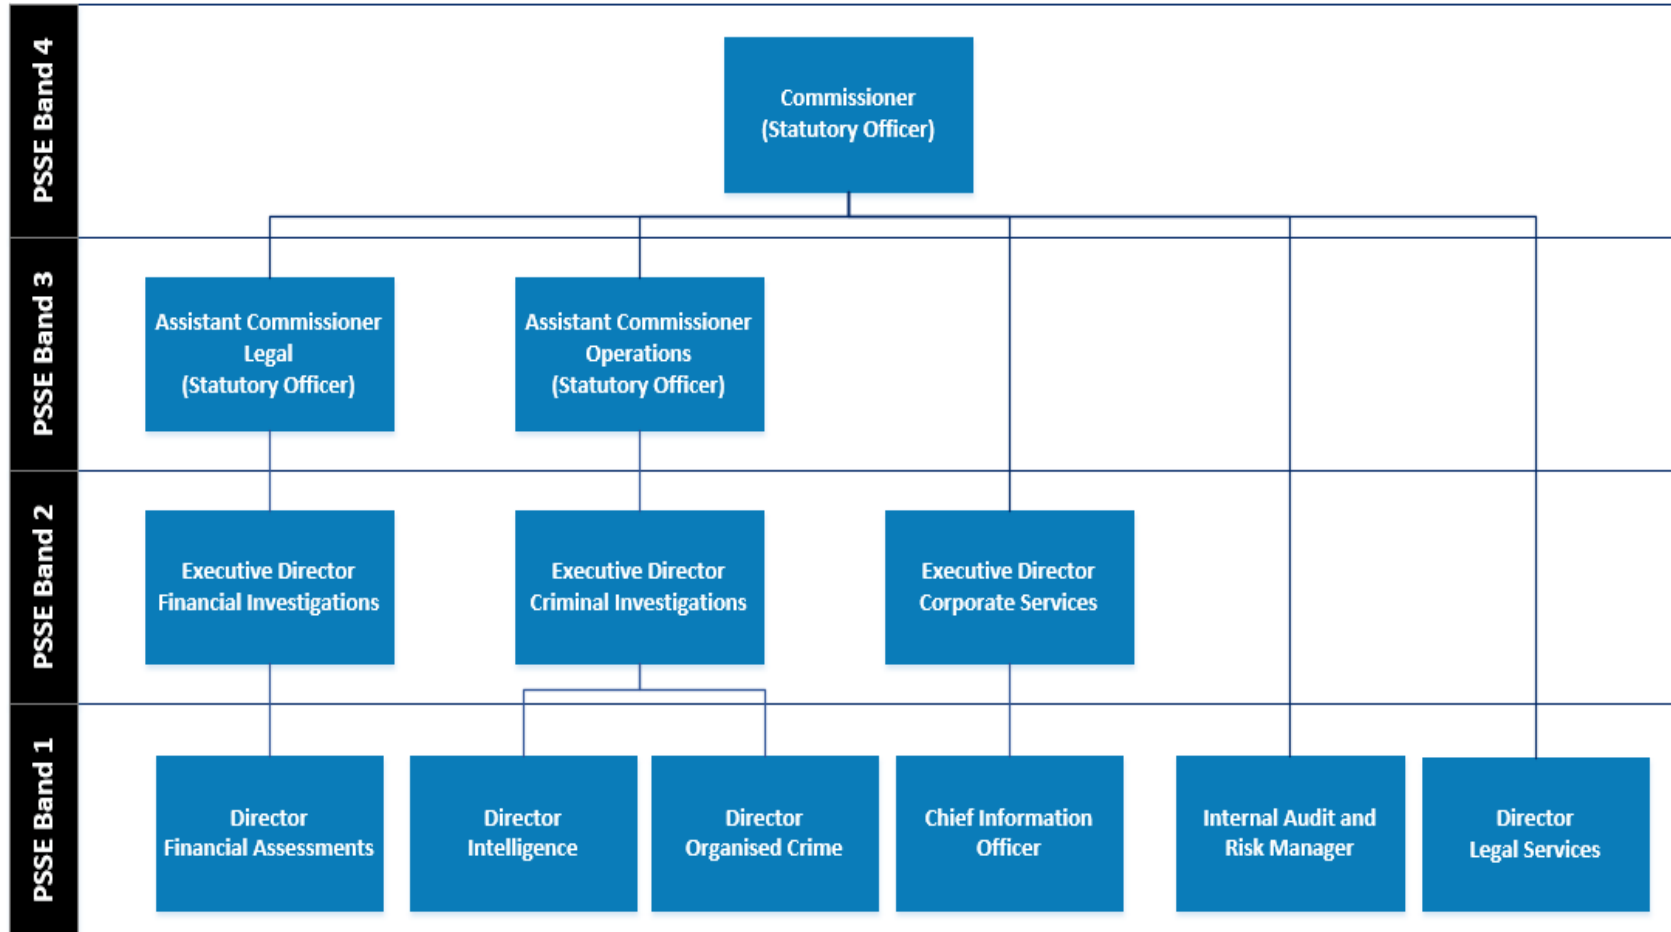 PSSE Band 4
Commissioner
(Statutory Officer)
PSSE Band 3
Assistant Commissioner
Legal
(Statutory Officer)
Assistant Commissioner
Operations
(Statutory Officer)
PSSE Band 2
Executive Director
Financial Investigations
Executive Director
Criminal Investigations
Executive Director
Corporate Services
PSSE Band 1
Director
Financial Assessments
Director
Intelligence
Director
Organised Crime
Chief Information
Officer
Internal Audit and
Risk Manager
Director
Legal Services